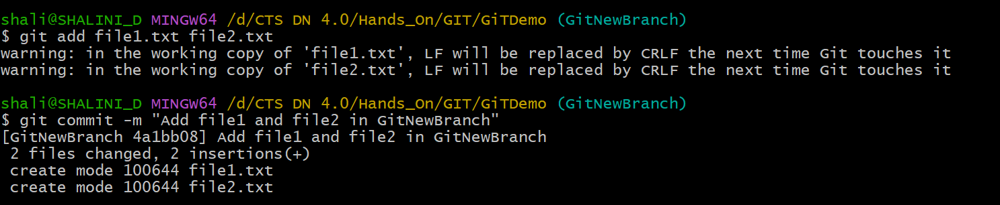 shali@SHALINI_D MINGW64 /d/CTS DN 4.0/Hands_On/GIT/GiTDemo (GitNewBranch)
$ git add file1.txt file2.txt
warning: in the working copy of 'file1.txt', LF will be replaced by CRLF the next time Git touches it
warning: in the working copy of 'file2.txt', LF will be replaced by CRLF the next time Git touches it
shali@SHALINI_D MINGW64 /d/CTS DN 4.0/Hands_On/GIT/GiTDemo (GitNewBranch)
$ git commit -m "Add file1 and file2 in GitNewBranch"
[GitNewBranch 4a1bb08] Add file1 and file2 in GitNewBranch
 2 files changed, 2 insertions(+)
 create mode 100644 file1.txt
 create mode 100644 file2.txt